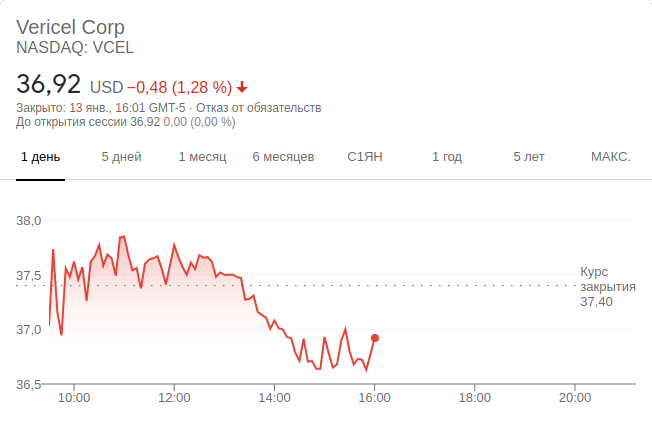 Vericel Corp
NASDAQ: VCEL
36,92 USD −0,48 (1,28 %)
Закрыто: 13 янв., 16:01 GMT-5 · Отказ от обязательств
До открытия сессии 36,92 0,00 (0,00 %)
1 день 5 дней 1 месяц 6 месяцев С1ЯН 1 год 5 лет МАКС.
38,0
37,5
37,0
36,5
Курс
закрытия
37,40
10:00 12:00 14:00 16:00 18:00 20:00